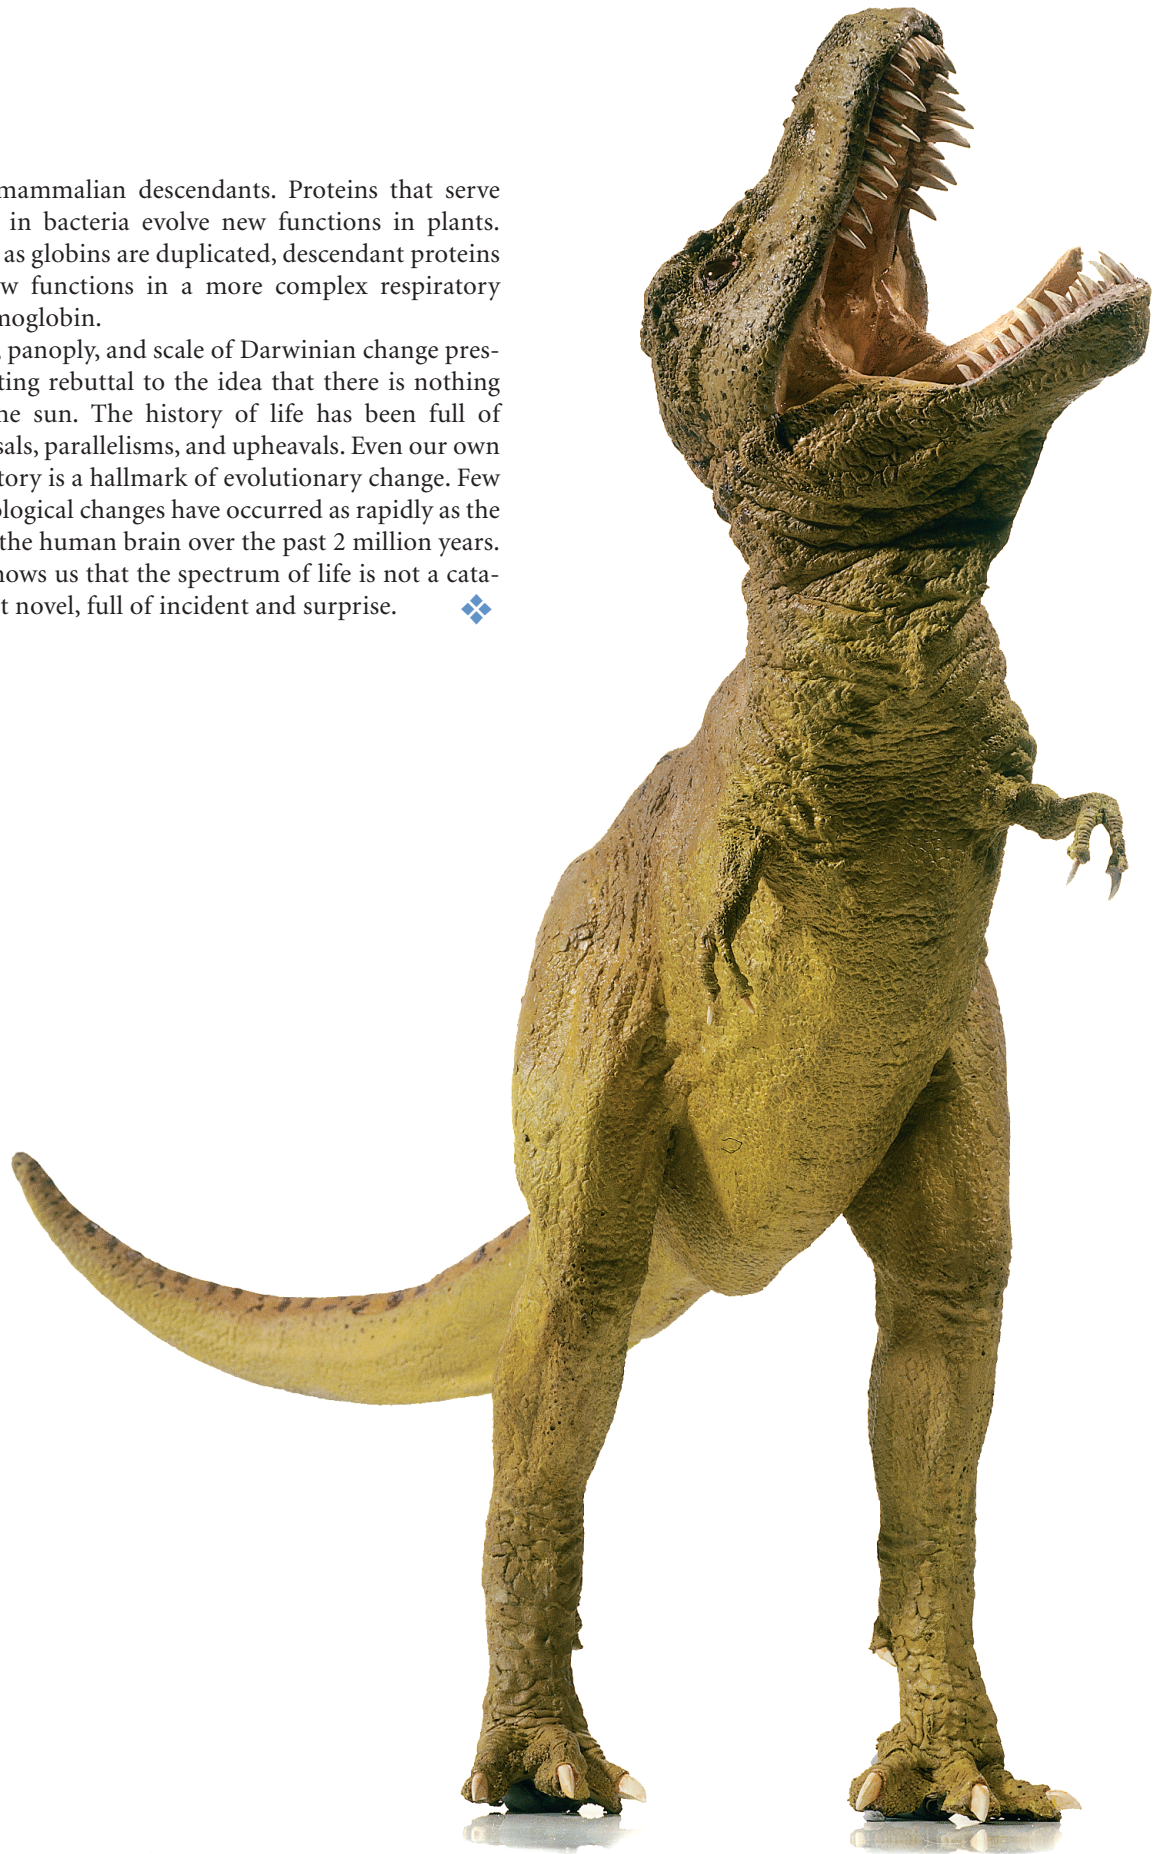 mammalian descendants. Proteins that serve
in bacteria evolve new functions in plants.
as globins are duplicated, descendant proteins
w functions in a more complex respiratory
moglobin.
, panoply, and scale of Darwinian change pres-
ting rebuttal to the idea that there is nothing
he sun. The history of life has been full of
sals, parallelisms, and upheavals. Even our own
tory is a hallmark of evolutionary change. Few
ological changes have occurred as rapidly as the
the human brain over the past 2 million years.
hows us that the spectrum of life is not a cata-
t novel, full of incident and surprise.